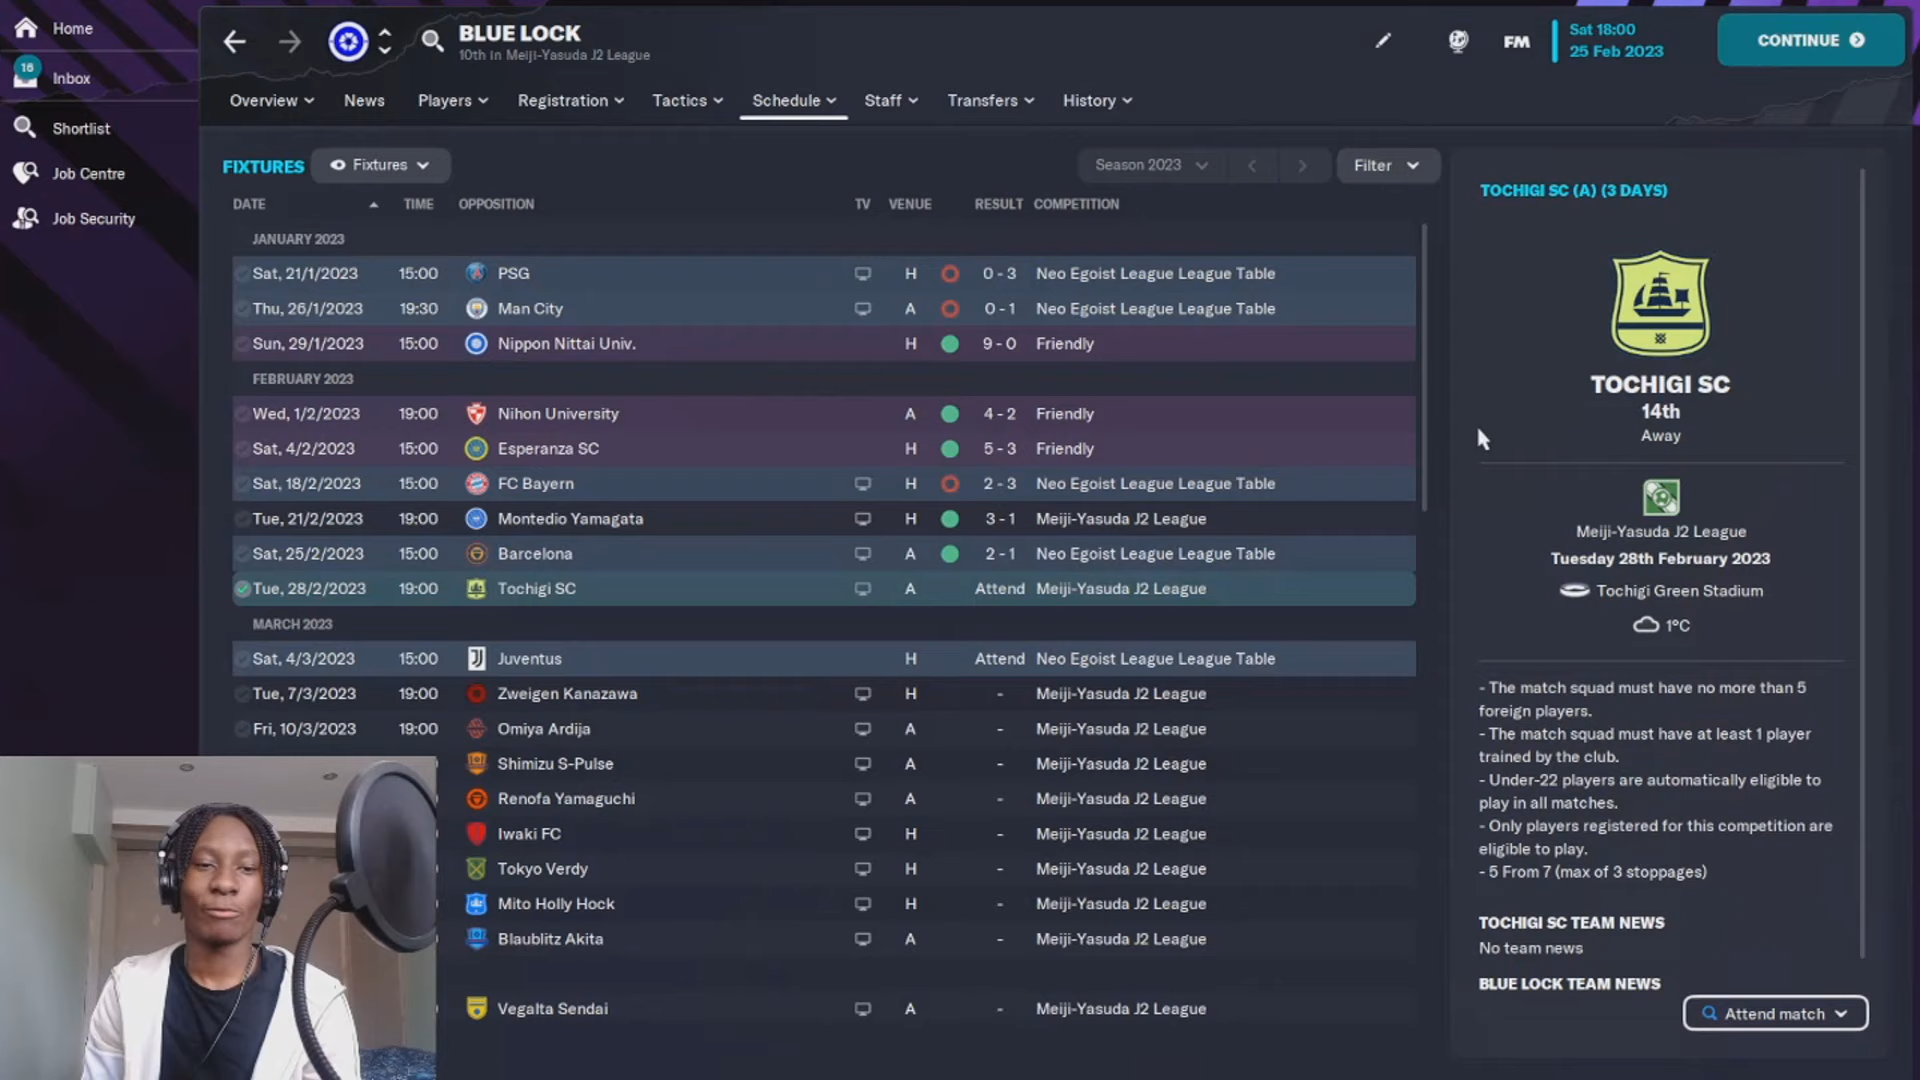 Home
16
Inbox
Shortlist
Job Centre
Job Security
BLUE LOCK
10th in Meiji-Yasuda J2 League
FM
Sat 18:00
25 Feb 2023
CONTINUE
Overview News Players Registration Tactics Schedule Staff Transfers History
FIXTURES Fixtures Season 2023 Filter
DATE TIME OPPOSITION TV VENUE RESULT COMPETITION
JANUARY 2023
Sat, 21/1/2023 15:00 PSG H 0 - 3 Neo Egoist League League Table
Thu, 26/1/2023 19:30 Man City A 0 - 1 Neo Egoist League League Table
Sun, 29/1/2023 15:00 Nippon Nittai Univ. H 9 - 0 Friendly
FEBRUARY 2023
Wed, 1/2/2023 19:00 Nihon University A 4 - 2 Friendly
Sat, 4/2/2023 15:00 Esperanza SC H 5 - 3 Friendly
Sat, 18/2/2023 15:00 FC Bayern H 2 - 3 Neo Egoist League League Table
Tue, 21/2/2023 19:00 Montedio Yamagata H 3 - 1 Meiji-Yasuda J2 League
Sat, 25/2/2023 15:00 Barcelona A 2 - 1 Neo Egoist League League Table
Tue, 28/2/2023 19:00 Tochigi SC A Attend Meiji-Yasuda J2 League
MARCH 2023
Sat, 4/3/2023 15:00 Juventus H Attend Neo Egoist League League Table
Tue, 7/3/2023 19:00 Zweigen Kanazawa H - Meiji-Yasuda J2 League
Fri, 10/3/2023 19:00 Omiya Ardija A - Meiji-Yasuda J2 League
Shimizu S-Pulse A - Meiji-Yasuda J2 League
Renofa Yamaguchi A - Meiji-Yasuda J2 League
Iwaki FC H - Meiji-Yasuda J2 League
Tokyo Verdy H - Meiji-Yasuda J2 League
Mito Holly Hock H - Meiji-Yasuda J2 League
Blaublitz Akita A - Meiji-Yasuda J2 League
Vegalta Sendai A - Meiji-Yasuda J2 League
TOCHIGI SC (A) (3 DAYS)
TOCHIGI SC
14th
Away
Meiji-Yasuda J2 League
Tuesday 28th February 2023
Tochigi Green Stadium
1°C
- The match squad must have no more than 5
foreign players.
- The match squad must have at least 1 player
trained by the club.
- Under-22 players are automatically eligible to
play in all matches.
- Only players registered for this competition are
eligible to play.
- 5 From 7 (max of 3 stoppages)
TOCHIGI SC TEAM NEWS
No team news
BLUE LOCK TEAM NEWS
Attend match